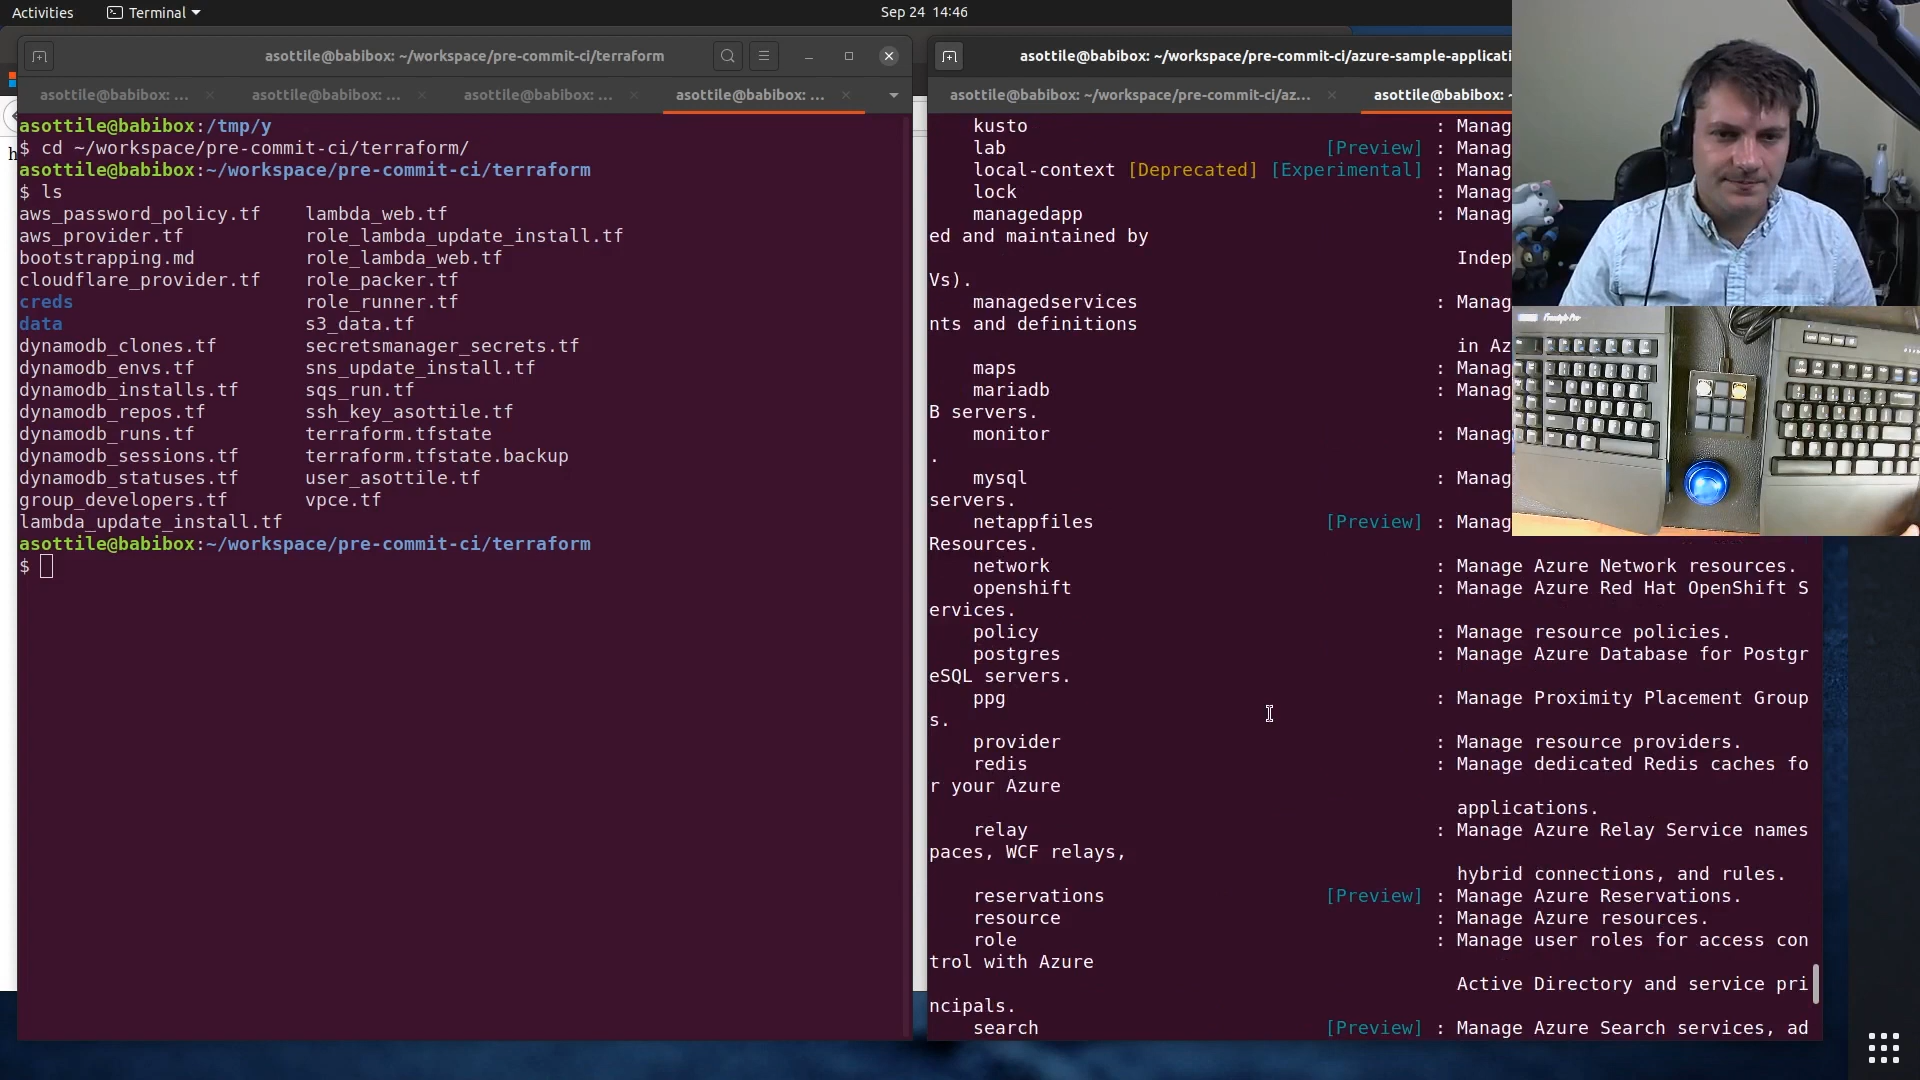 Activities
Terminal
Sep 24 14:46
asottile@babibox: ~/workspace/pre-commit-ci/terraform
asottile@babibox: ...
asottile@babibox: ...
asottile@babibox: ...
asottile@babibox: ...
asottile@babibox:/tmp/y
$ cd ~/workspace/pre-commit-ci/terraform/
asottile@babibox:~/workspace/pre-commit-ci/terraform
$ ls
aws_password_policy.tf lambda_web.tf
aws_provider.tf role_lambda_update_install.tf
bootstrapping.md role_lambda_web.tf
cloudflare_provider.tf role_packer.tf
creds role_runner.tf
data s3_data.tf
dynamodb_clones.tf secretsmanager_secrets.tf
dynamodb_envs.tf sns_update_install.tf
dynamodb_installs.tf sqs_run.tf
dynamodb_repos.tf ssh_key_asottile.tf
dynamodb_runs.tf terraform.tfstate
dynamodb_sessions.tf terraform.tfstate.backup
dynamodb_statuses.tf user_asottile.tf
group_developers.tf vpce.tf
lambda_update_install.tf
asottile@babibox:~/workspace/pre-commit-ci/terraform
$
asottile@babibox: ~/workspace/pre-commit-ci/azure-sample-applicati
asottile@babibox: ~/workspace/pre-commit-ci/az...
asottile@babibox: ~
kusto : Manag
lab [Preview] : Manag
local-context [Deprecated] [Experimental] : Manag
lock : Manag
managedapp : Manag
ed and maintained by
Indep
Vs).
managedservices : Manag
nts and definitions
in Az
maps : Manag
mariadb : Manag
B servers.
monitor : Manag
.
mysql : Manag
servers.
netappfiles [Preview] : Manag
Resources.
network : Manage Azure Network resources.
openshift : Manage Azure Red Hat OpenShift S
ervices.
policy : Manage resource policies.
postgres : Manage Azure Database for Postgr
eSQL servers.
ppg : Manage Proximity Placement Group
s.
provider : Manage resource providers.
redis : Manage dedicated Redis caches fo
r your Azure
applications.
relay : Manage Azure Relay Service names
paces, WCF relays,
hybrid connections, and rules.
reservations [Preview] : Manage Azure Reservations.
resource : Manage Azure resources.
role : Manage user roles for access con
trol with Azure
Active Directory and service pri
ncipals.
search [Preview] : Manage Azure Search services, ad